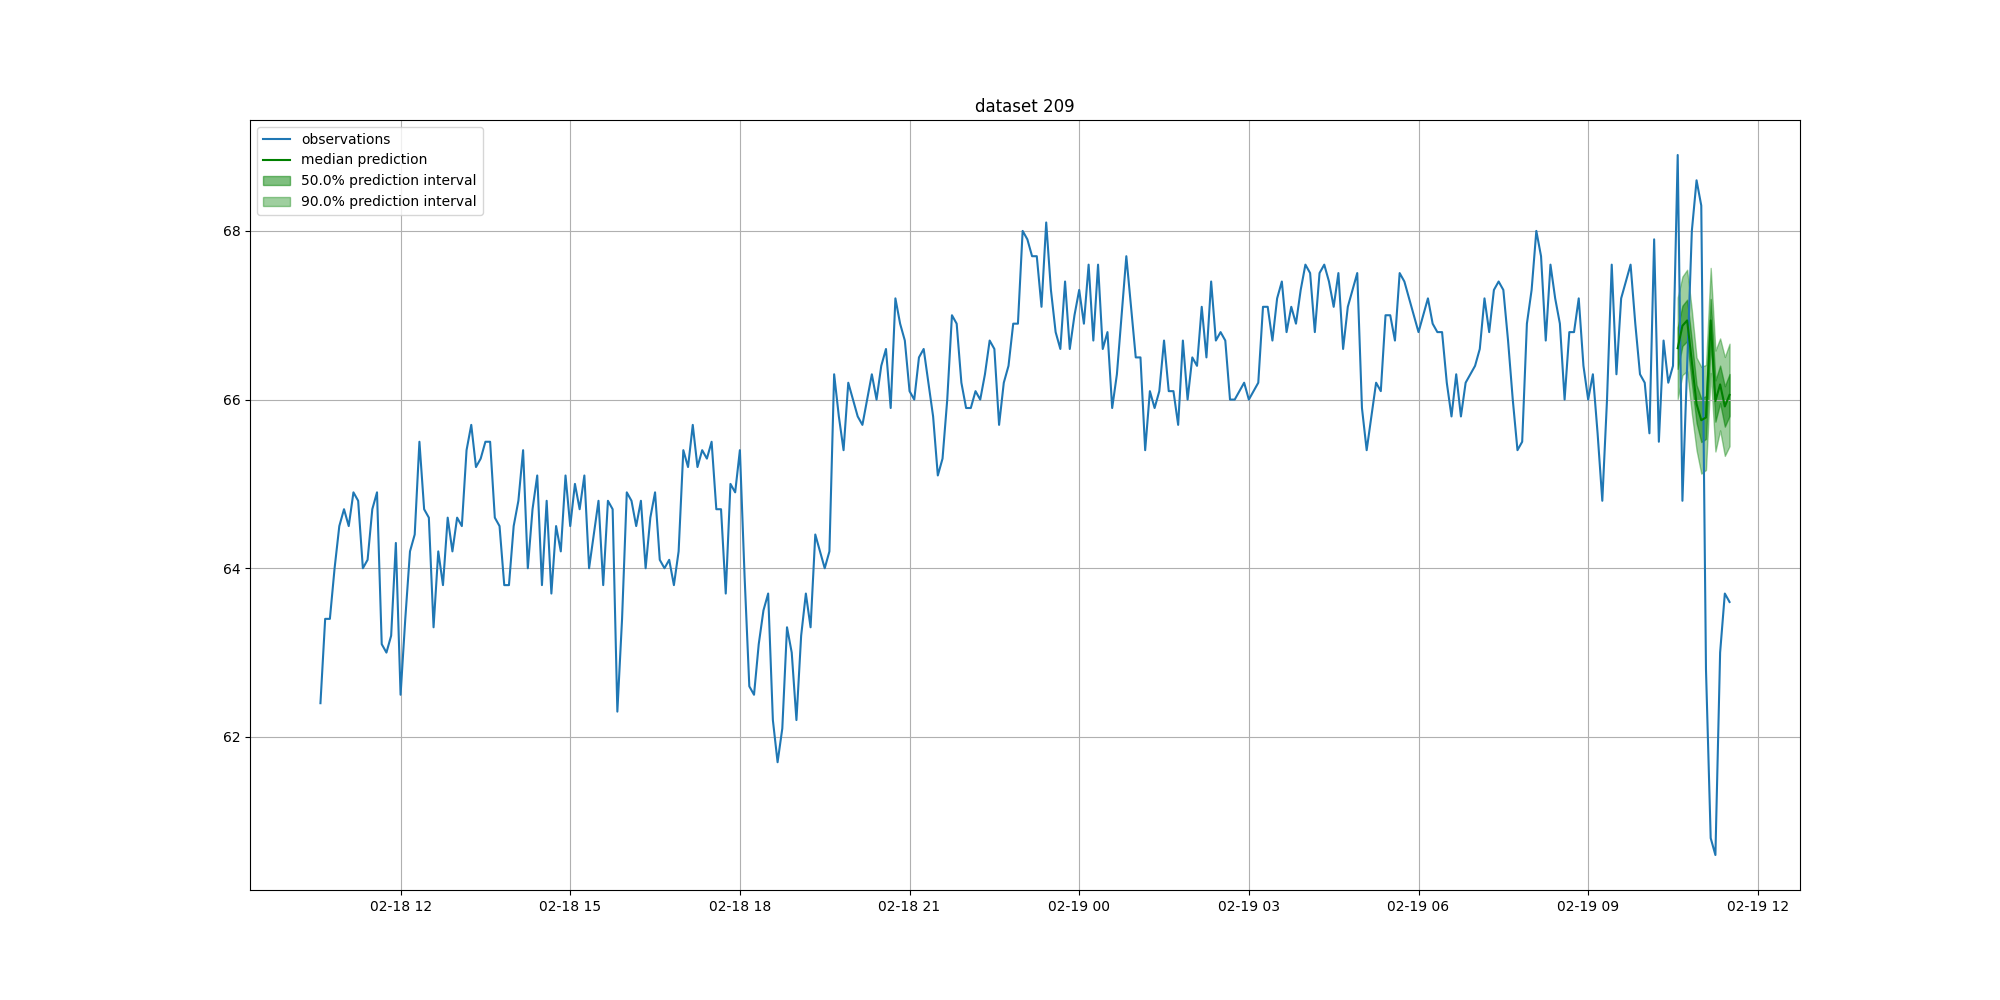 dataset 209
observations
median prediction
50.0% prediction interval
90.0% prediction interval
68
66
64
62
02-18 12
02-18 15
02-18 18
02-18 21
02-19 00
02-19 03
02-19 06
02-19 09
02-19 12